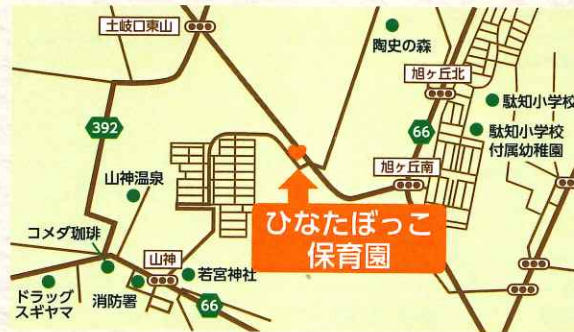 土岐口東山
陶史の森
旭ヶ丘北
駄知小学校
駄知小学校
付属幼稚園
392
66
山神温泉
旭ヶ丘南
ひなたぼっこ
保育園
コメダ珈琲
山神
若宮神社
ドラッグ
スギヤマ
消防署
66